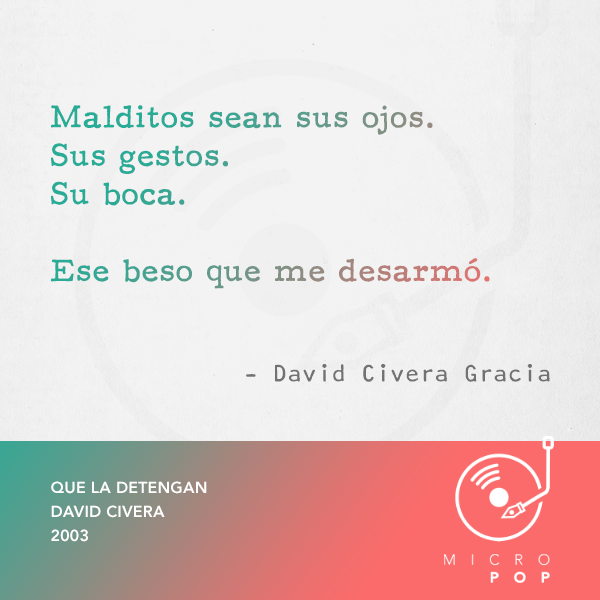 Malditos sean sus ojos.
Sus gestos.
Su boca.
Ese beso que me desarmó.
– David Civera Gracia
QUE LA DETENGAN
DAVID CIVERA
2003
MICRO
POP